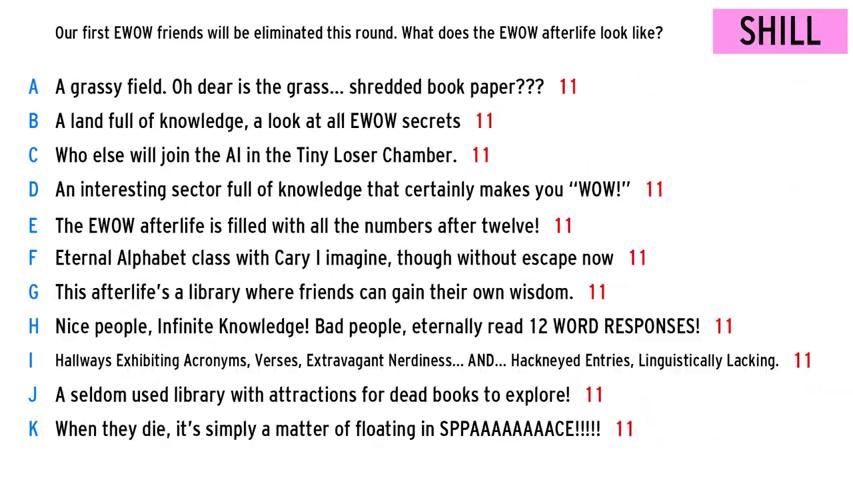 Our first EWOW friends will be eliminated this round. What does the EWOW afterlife look like?
SHILL
A A grassy field. Oh dear is the grass... shredded book paper??? 11
B A land full of knowledge, a look at all EWOW secrets 11
C Who else will join the AI in the Tiny Loser Chamber. 11
D An interesting sector full of knowledge that certainly makes you “WOW!” 11
E The EWOW afterlife is filled with all the numbers after twelve! 11
F Eternal Alphabet class with Cary I imagine, though without escape now 11
G This afterlife’s a library where friends can gain their own wisdom. 11
H Nice people, Infinite Knowledge! Bad people, eternally read 12 WORD RESPONSES! 11
I Hallways Exhibiting Acronyms, Verses, Extravagant Nerdiness... AND... Hackneyed Entries, Linguistically Lacking. 11
J A seldom used library with attractions for dead books to explore! 11
K When they die, it’s simply a matter of floating in SPPAAAAAAAACE!!!!! 11